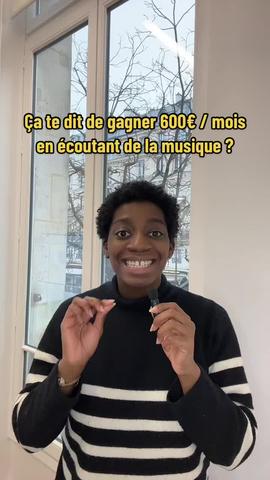 Ça te dit de gagner 600€ / mois
en écoutant de la musique ?